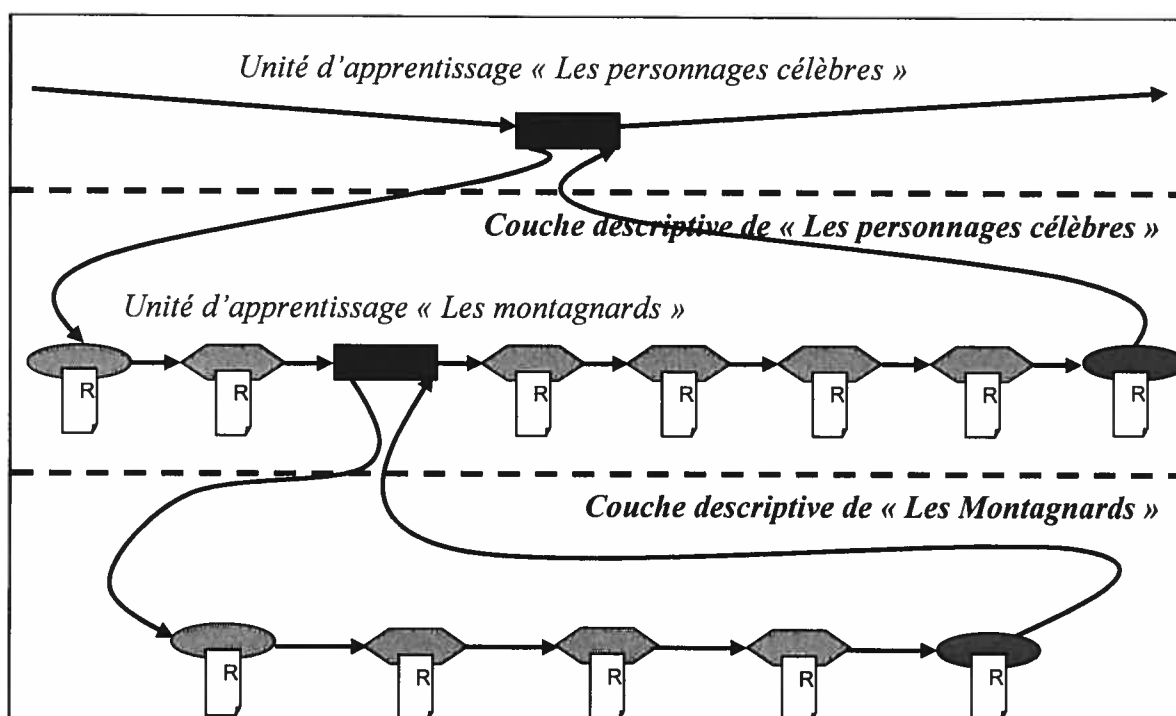 Unité d'apprentissage « Les personnages célèbres »
Couche descriptive de « Les personnages célèbres »
Unité d'apprentissage « Les montagnards »
R R R R R R R
Couche descriptive de « Les Montagnards »
R R R R R